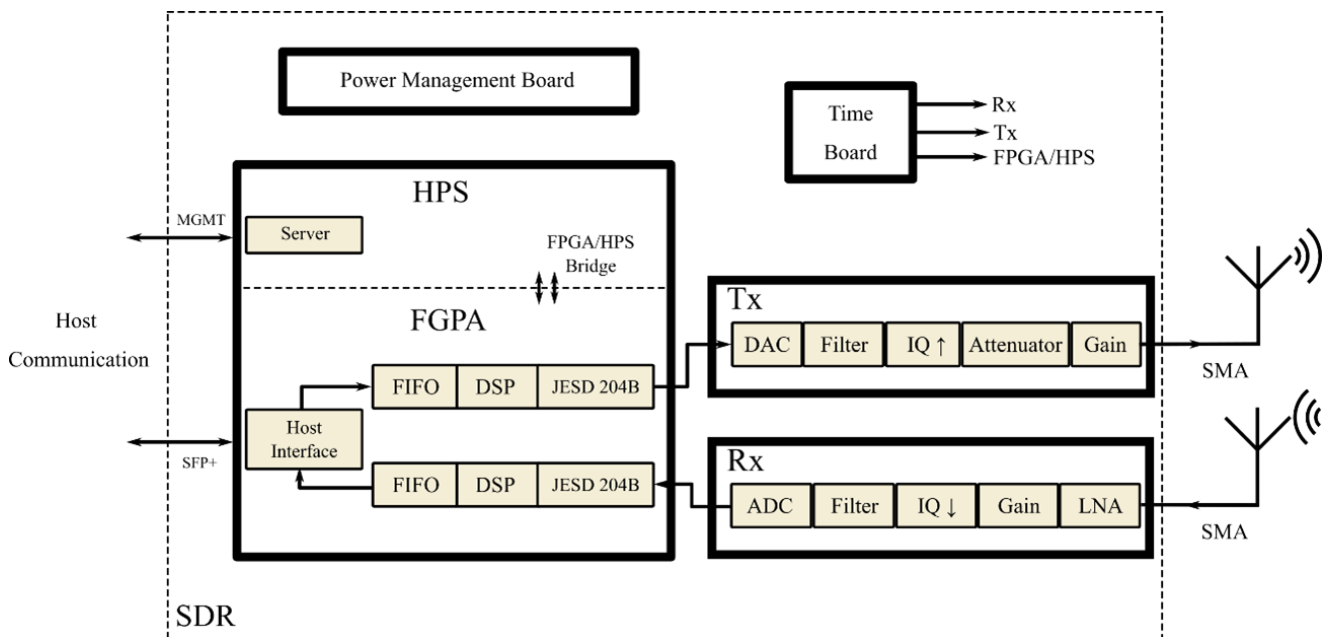 Power Management Board
Time
Board
Rx
Tx
FPGA/HPS
HPS
MGMT
Server
FPGA/HPS
Bridge
Host
Communication
FGPA
FIFO
DSP
JESD 204B
Host
Interface
SFP+
FIFO
DSP
JESD 204B
Tx
DAC
Filter
IQ ↑
Attenuator
Gain
SMA
Rx
ADC
Filter
IQ ↓
Gain
LNA
SMA
SDR